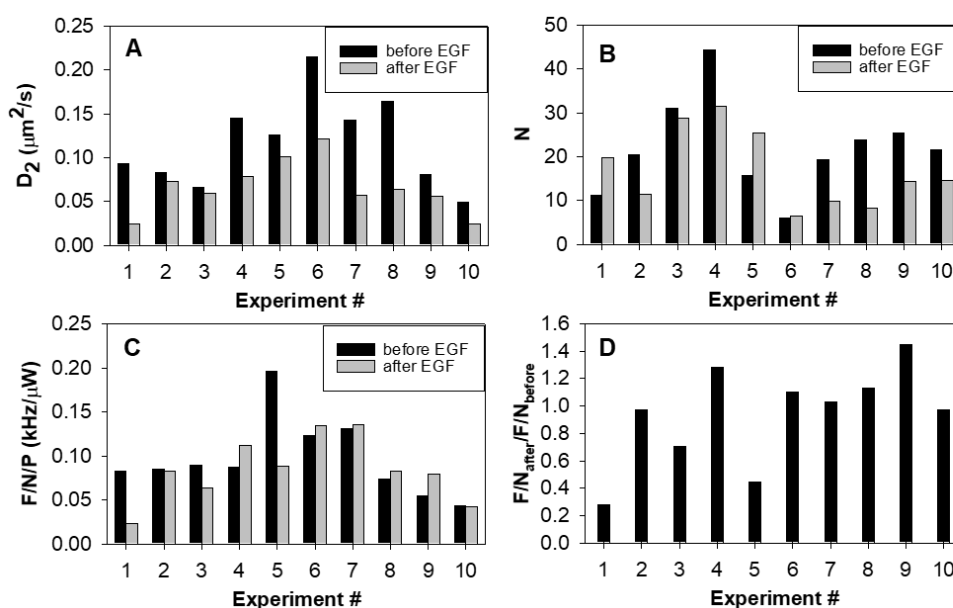 A
before EGF
after EGF
D2 (μm2/s)
0.25
0.20
0.15
0.10
0.05
0.00
1 2 3 4 5 6 7 8 9 10
Experiment #
B
before EGF
after EGF
N
50
40
30
20
10
0
1 2 3 4 5 6 7 8 9 10
Experiment #
C
before EGF
after EGF
F/N/P (kHz/μW)
0.25
0.20
0.15
0.10
0.05
0.00
1 2 3 4 5 6 7 8 9 10
Experiment #
D
F/Nafter/F/Nbefore
1.6
1.4
1.2
1.0
0.8
0.6
0.4
0.2
0.0
1 2 3 4 5 6 7 8 9 10
Experiment #